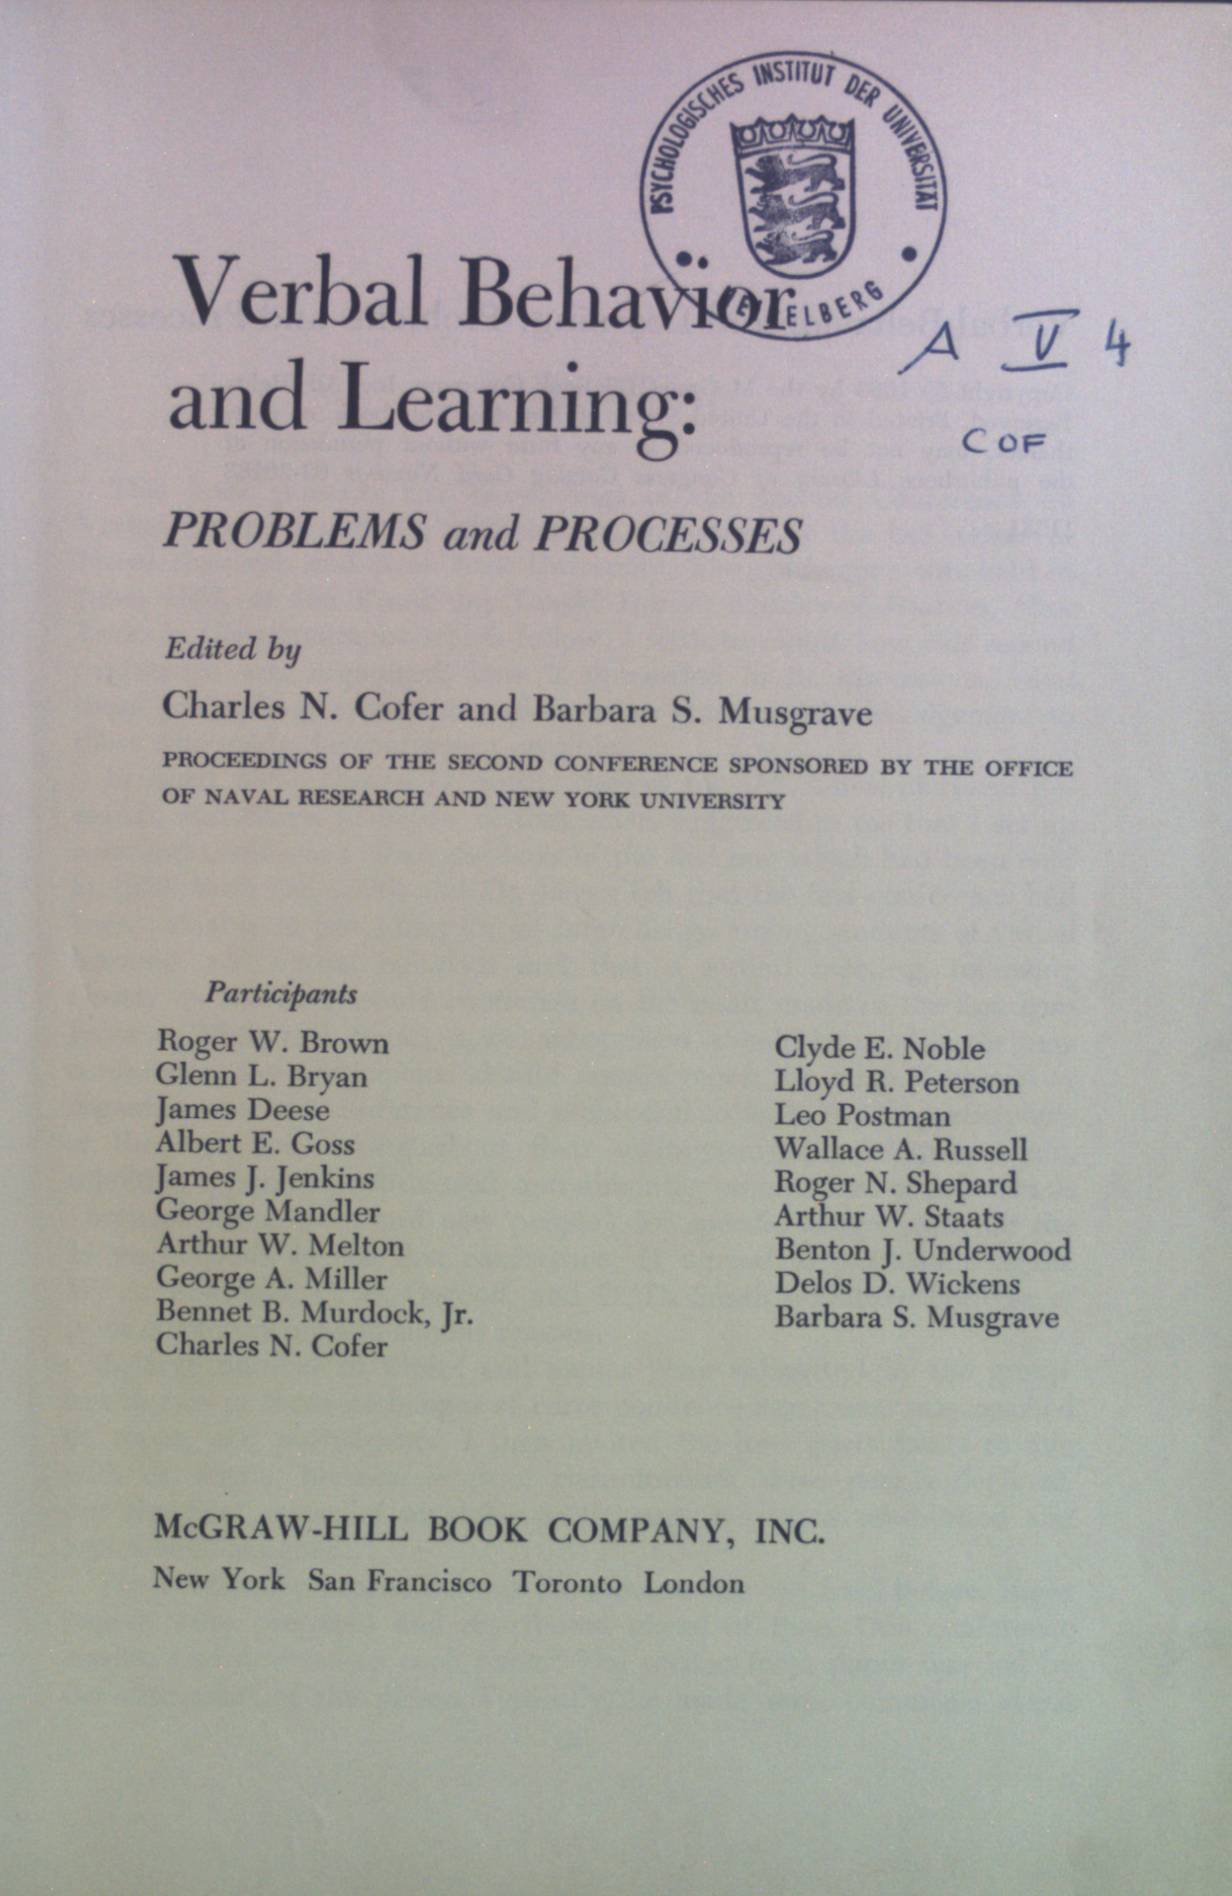 PSYCHOLOGISCHES INSTITUT DER UNIVERSITÄT
HEIDELBERG
Verbal Behavior
and Learning:
A V 4
COF
PROBLEMS and PROCESSES
Edited by
Charles N. Cofer and Barbara S. Musgrave
PROCEEDINGS OF THE SECOND CONFERENCE SPONSORED BY THE OFFICE
OF NAVAL RESEARCH AND NEW YORK UNIVERSITY
Participants
Roger W. Brown
Glenn L. Bryan
James Deese
Albert E. Goss
James J. Jenkins
George Mandler
Arthur W. Melton
George A. Miller
Bennet B. Murdock, Jr.
Charles N. Cofer
Clyde E. Noble
Lloyd R. Peterson
Leo Postman
Wallace A. Russell
Roger N. Shepard
Arthur W. Staats
Benton J. Underwood
Delos D. Wickens
Barbara S. Musgrave
McGRAW-HILL BOOK COMPANY, INC.
New York San Francisco Toronto London